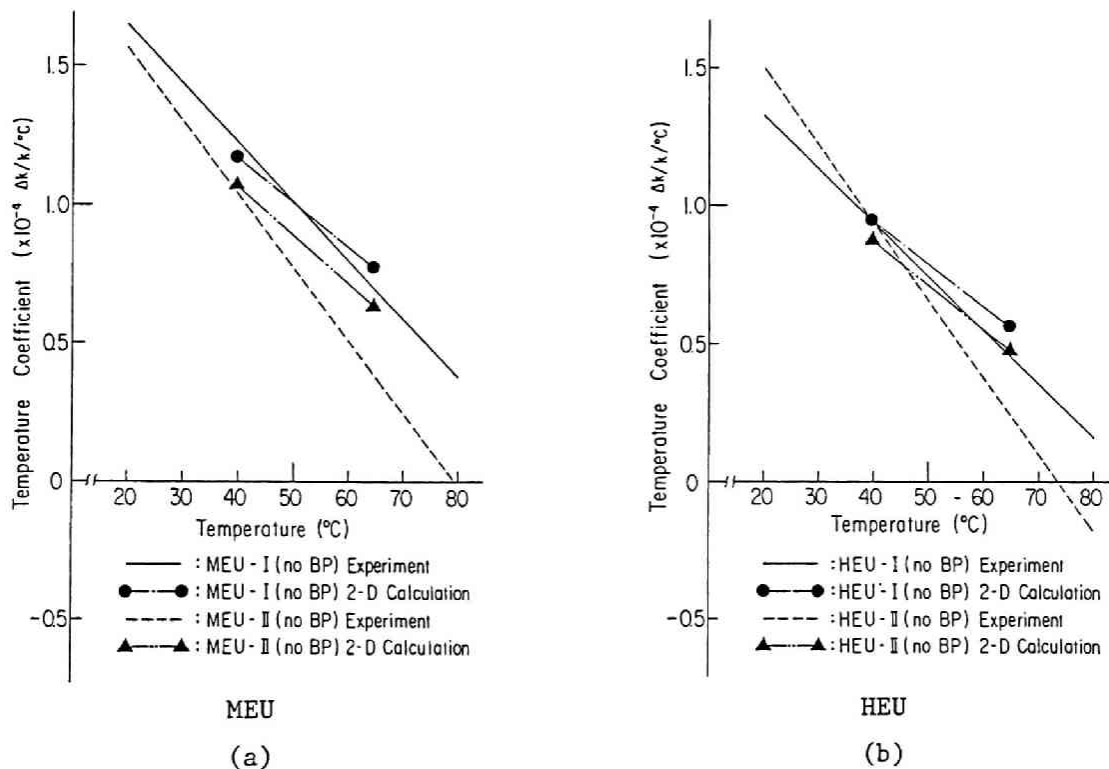 1.5
1.0
0.5
0
-0.5
Temperature Coefficient (x10⁻⁴ Δk/k/°C)
20 30 40 50 60 70 80
Temperature (°C)
: MEU - I (no BP) Experiment
: MEU - I (no BP) 2-D Calculation
: MEU - II (no BP) Experiment
: MEU - II (no BP) 2-D Calculation
MEU
(a)
1.5
1.0
0.5
0
-0.5
Temperature Coefficient (x10⁻⁴ Δk/k/°C)
20 30 40 50 - 60 70 80
Temperature (°C)
: HEU - I (no BP) Experiment
: HEU - I (no BP) 2-D Calculation
: HEU - II (no BP) Experiment
: HEU - II (no BP) 2-D Calculation
HEU
(b)